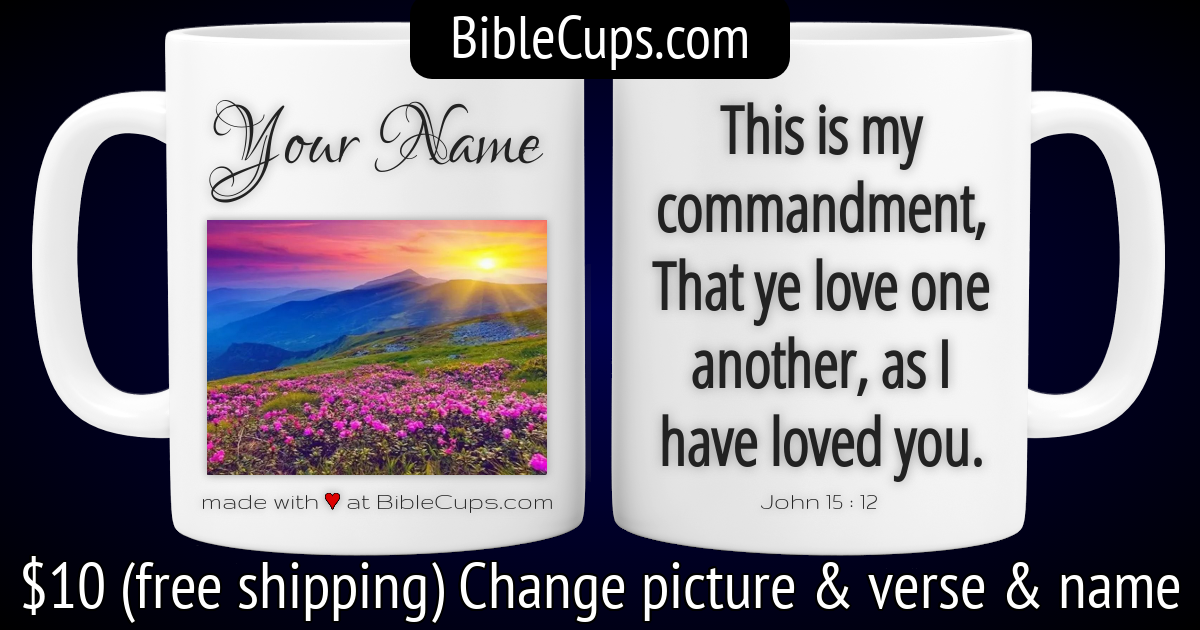 BibleCups.com
Your Name
made with ❤ at BibleCups.com
This is my
commandment,
That ye love one
another, as I
have loved you.
John 15 : 12
$10 (free shipping) Change picture & verse & name